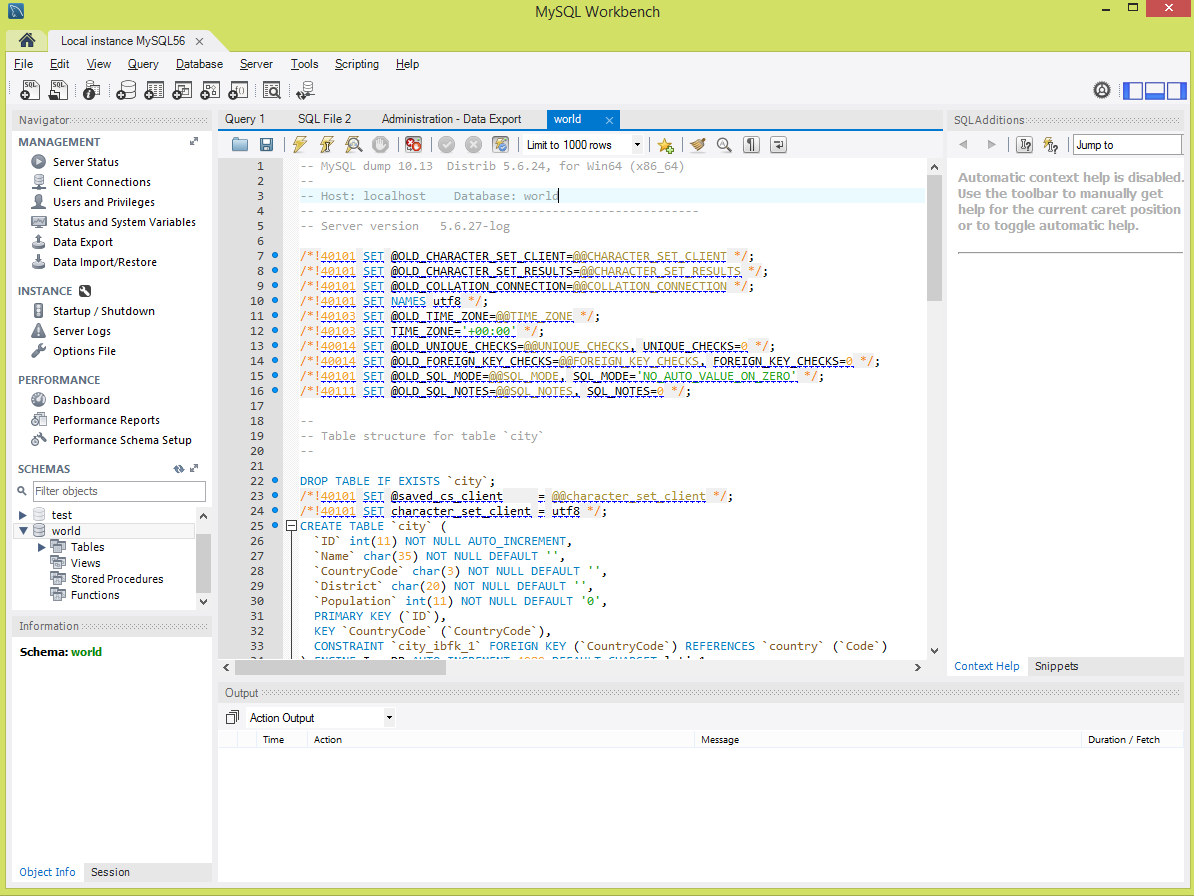 MySQL Workbench
Local instance MySQL56
File Edit View Query Database Server Tools Scripting Help
Navigator
MANAGEMENT
Server Status
Client Connections
Users and Privileges
Status and System Variables
Data Export
Data Import/Restore
INSTANCE
Startup / Shutdown
Server Logs
Options File
PERFORMANCE
Dashboard
Performance Reports
Performance Schema Setup
SCHEMAS
Filter objects
test
world
Tables
Views
Stored Procedures
Functions
Information
Schema: world
Object Info Session
Query 1 SQL File 2 Administration - Data Export world
Limit to 1000 rows
1 -- MySQL dump 10.13  Distrib 5.6.24, for Win64 (x86_64)
2 --
3 -- Host: localhost    Database: world
4 -- ------------------------------------------------------
5 -- Server version   5.6.27-log
6
7 /*!40101 SET @OLD_CHARACTER_SET_CLIENT=@@CHARACTER_SET_CLIENT */;
8 /*!40101 SET @OLD_CHARACTER_SET_RESULTS=@@CHARACTER_SET_RESULTS */;
9 /*!40101 SET @OLD_COLLATION_CONNECTION=@@COLLATION_CONNECTION */;
10 /*!40101 SET NAMES utf8 */;
11 /*!40103 SET @OLD_TIME_ZONE=@@TIME_ZONE */;
12 /*!40103 SET TIME_ZONE='+00:00' */;
13 /*!40014 SET @OLD_UNIQUE_CHECKS=@@UNIQUE_CHECKS, UNIQUE_CHECKS=0 */;
14 /*!40014 SET @OLD_FOREIGN_KEY_CHECKS=@@FOREIGN_KEY_CHECKS, FOREIGN_KEY_CHECKS=0 */;
15 /*!40101 SET @OLD_SQL_MODE=@@SQL_MODE, SQL_MODE='NO_AUTO_VALUE_ON_ZERO' */;
16 /*!40111 SET @OLD_SQL_NOTES=@@SQL_NOTES, SQL_NOTES=0 */;
17
18 --
19 -- Table structure for table `city`
20 --
21
22 DROP TABLE IF EXISTS `city`;
23 /*!40101 SET @saved_cs_client     = @@character_set_client */;
24 /*!40101 SET character_set_client = utf8 */;
25 CREATE TABLE `city` (
26 `ID` int(11) NOT NULL AUTO_INCREMENT,
27 `Name` char(35) NOT NULL DEFAULT '',
28 `CountryCode` char(3) NOT NULL DEFAULT '',
29 `District` char(20) NOT NULL DEFAULT '',
30 `Population` int(11) NOT NULL DEFAULT '0',
31 PRIMARY KEY (`ID`),
32 KEY `CountryCode` (`CountryCode`),
33 CONSTRAINT `city_ibfk_1` FOREIGN KEY (`CountryCode`) REFERENCES `country` (`Code`)
SQLAdditions
Jump to
Automatic context help is disabled.
Use the toolbar to manually get
help for the current caret position
or to toggle automatic help.
Context Help Snippets
Output
Action Output
Time Action Message Duration / Fetch